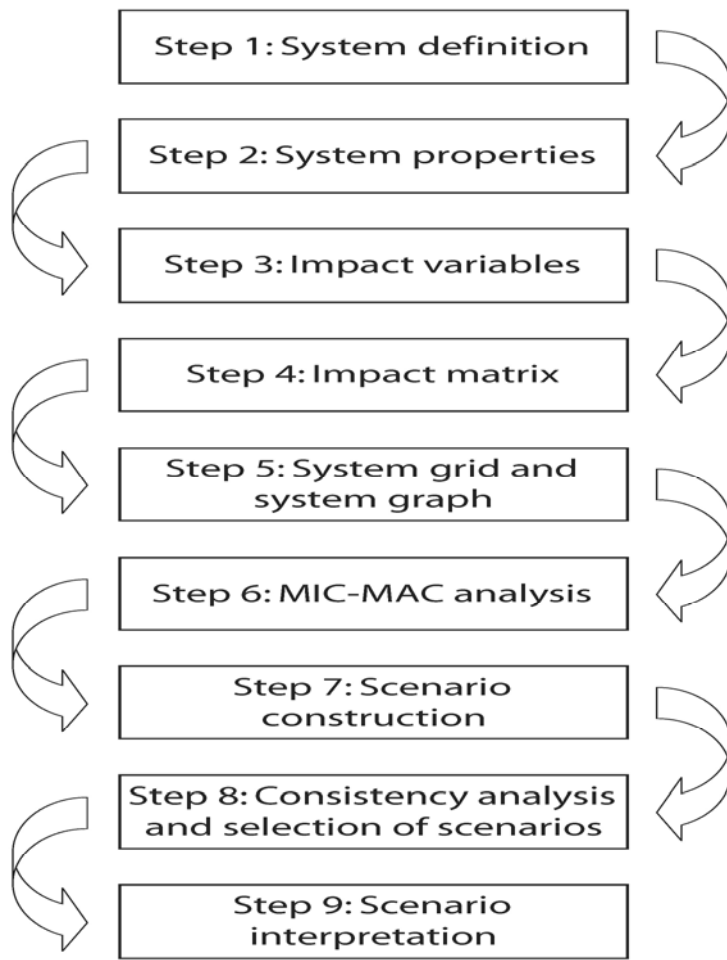 Step 1: System definition
Step 2: System properties
Step 3: Impact variables
Step 4: Impact matrix
Step 5: System grid and
system graph
Step 6: MIC-MAC analysis
Step 7: Scenario
construction
Step 8: Consistency analysis
and selection of scenarios
Step 9: Scenario
interpretation